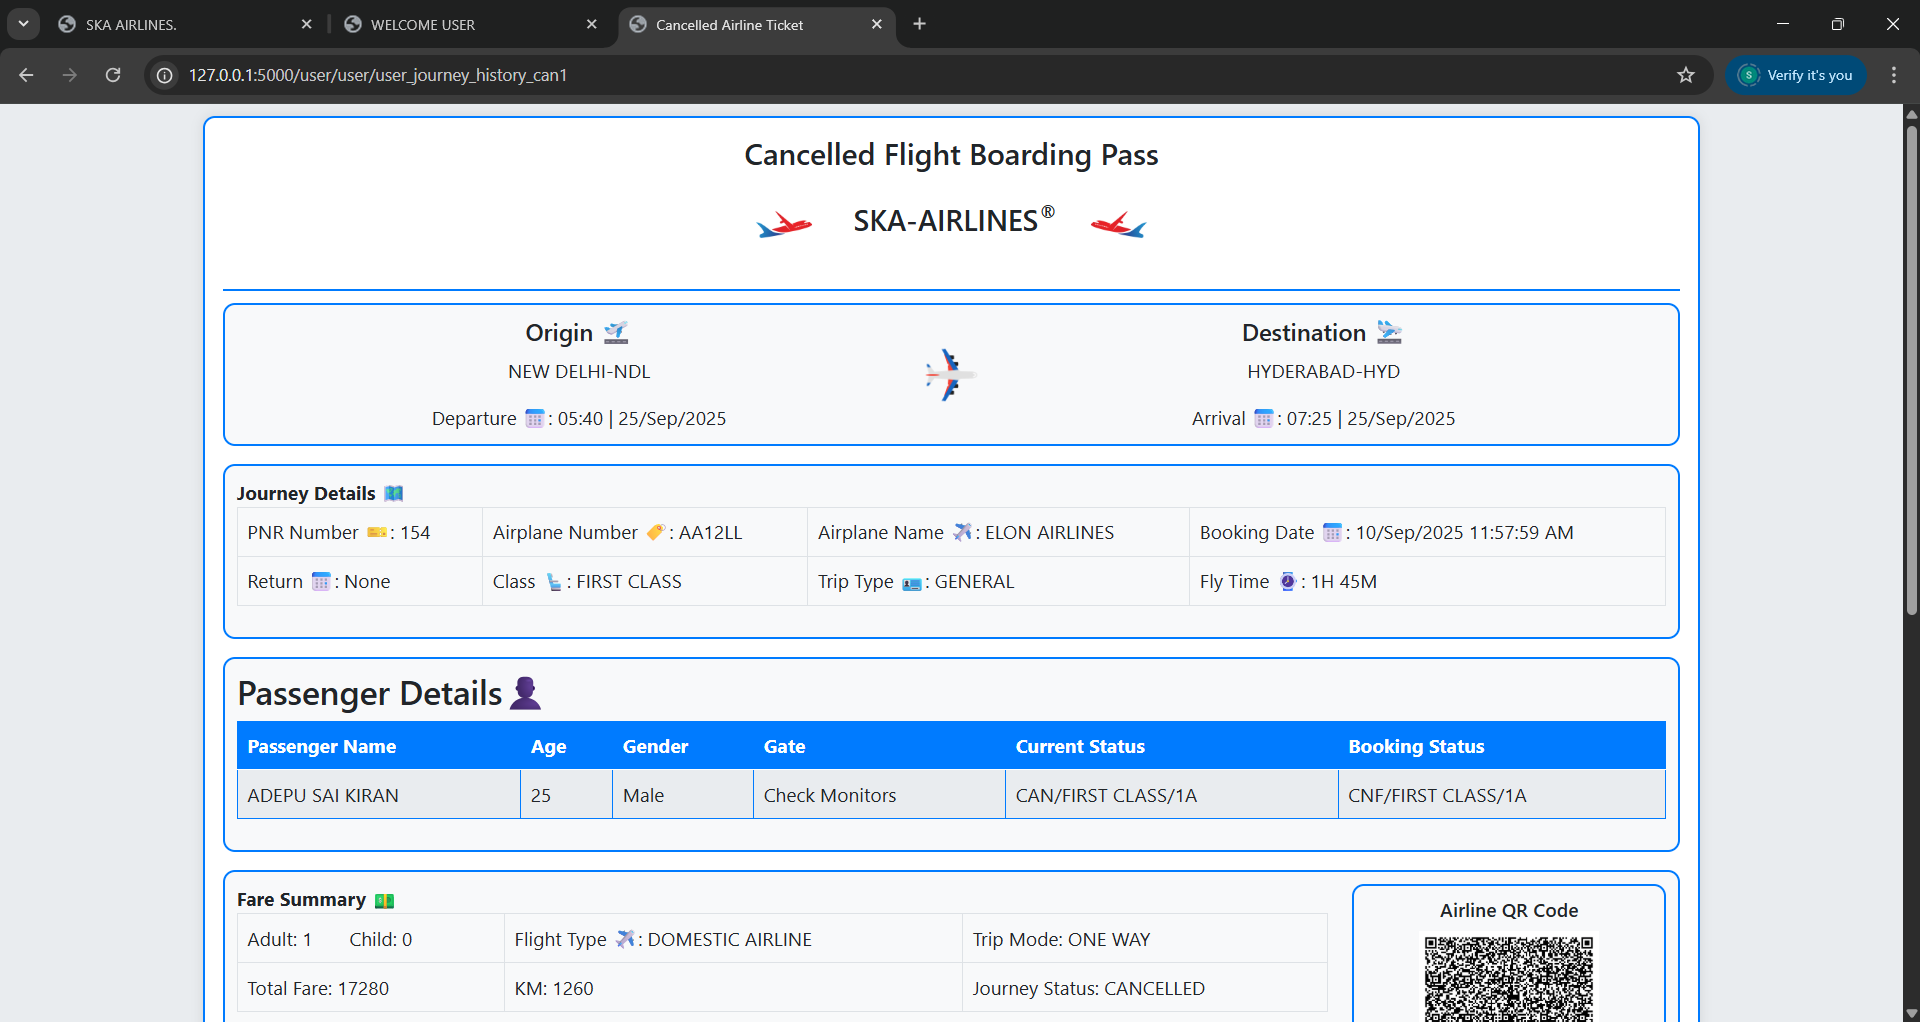 SKA AIRLINES.
WELCOME USER
Cancelled Airline Ticket
127.0.0.1:5000/user/user/user_journey_history_can1
S
Verify it's you
Cancelled Flight Boarding Pass
SKA-AIRLINES®
Origin
Destination
NEW DELHI-NDL
HYDERABAD-HYD
Departure : 05:40 | 25/Sep/2025
Arrival : 07:25 | 25/Sep/2025
Journey Details
PNR Number : 154
Airplane Number : AA12LL
Airplane Name : ELON AIRLINES
Booking Date : 10/Sep/2025 11:57:59 AM
Return : None
Class : FIRST CLASS
Trip Type : GENERAL
Fly Time : 1H 45M
Passenger Details
Passenger Name Age Gender Gate Current Status Booking Status
ADEPU SAI KIRAN 25 Male Check Monitors CAN/FIRST CLASS/1A CNF/FIRST CLASS/1A
Fare Summary
Airline QR Code
Adult: 1 Child: 0
Flight Type : DOMESTIC AIRLINE
Trip Mode: ONE WAY
Total Fare: 17280
KM: 1260
Journey Status: CANCELLED